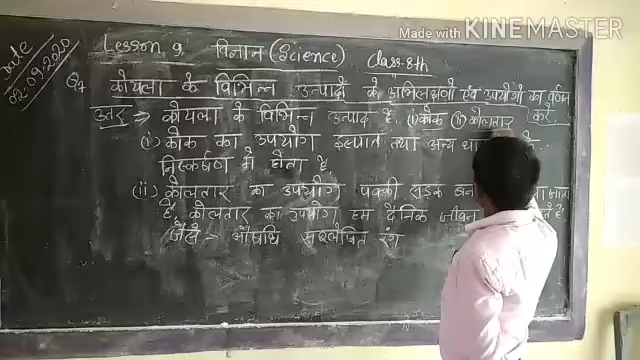 Made with KINEMASTER
Date 02.09.2020
Lesson 9 विज्ञान (Science) Class-8th
Q7 कोयला के विभिन्न उत्पादों के अभिलक्षणों एवं उपयोगों का वर्णन करें
उत्तर ⇒ कोयला के विभिन्न उत्पाद है (i) कोक (ii) कोलतार
(i) कोक का उपयोग इस्पात तथा अन्य
निष्कर्षण में होता है
(ii) कोलतार का उपयोग पक्की सड़क जाता
है, कोलतार का उपयोग हम दैनिक जीवन है,
जैसे - औषधि संश्लेषित रंग